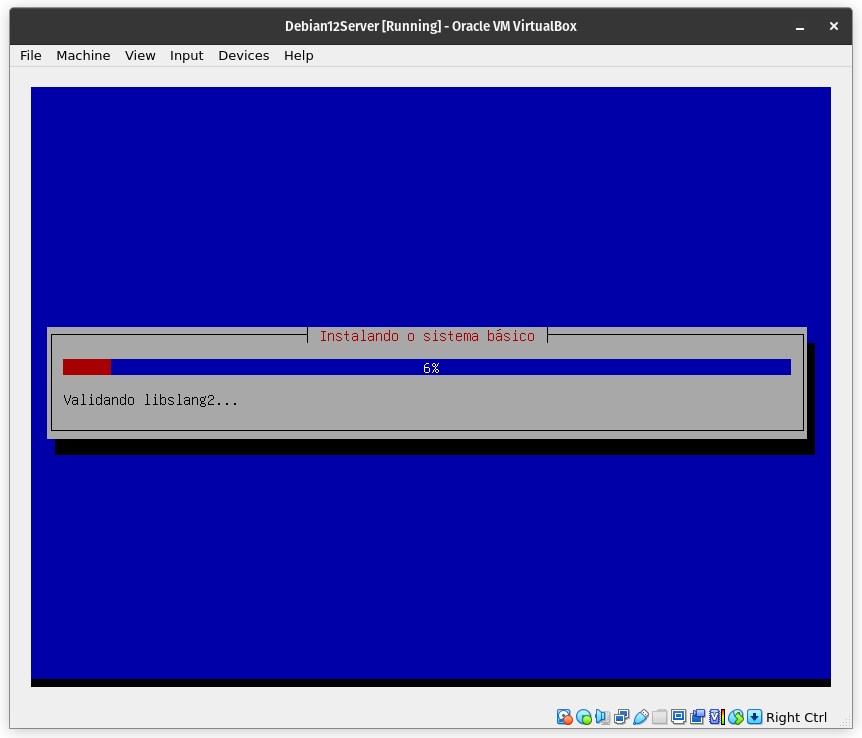 Debian12Server [Running] - Oracle VM VirtualBox
File Machine View Input Devices Help
Instalando o sistema básico
6%
Validando libslang2...
Right Ctrl